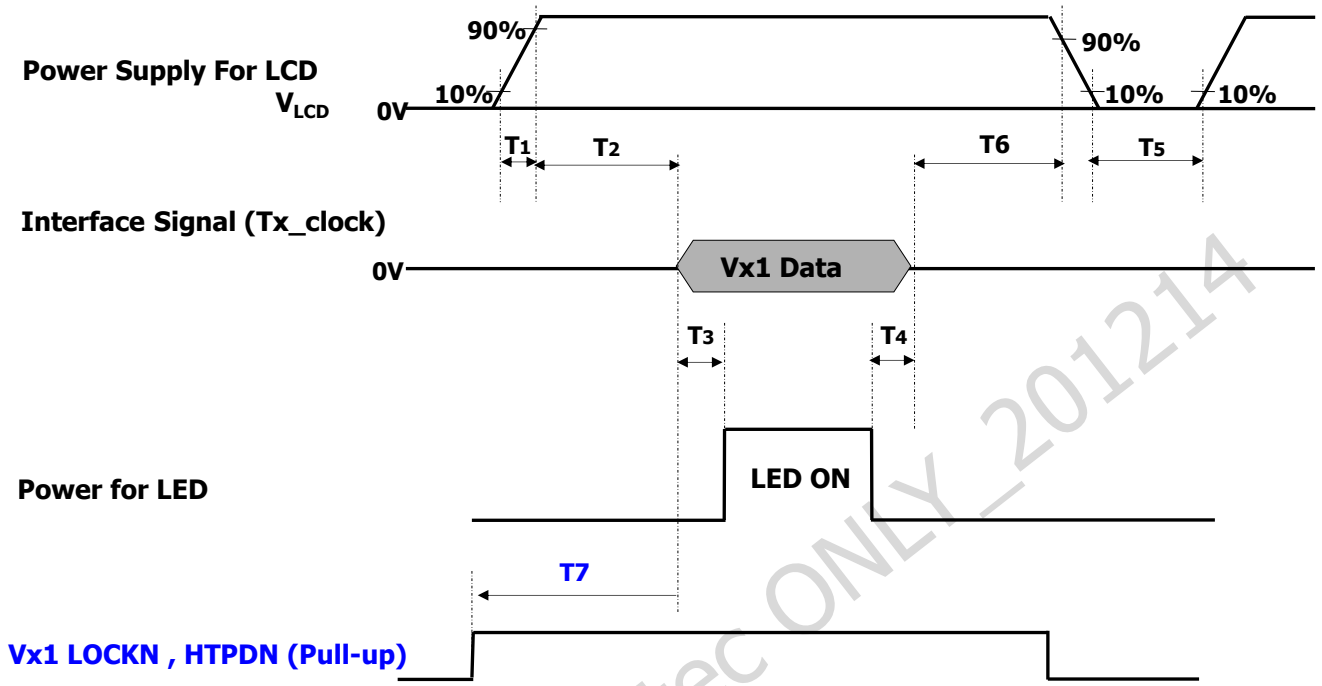 90%
90%
Power Supply For LCD
VLCD
0V
10%
10%
10%
T1
T2
T6
T5
Interface Signal (Tx_clock)
0V
Vx1 Data
T3
T4
LED ON
Power for LED
T7
Vx1 LOCKN , HTPDN (Pull-up)
ONLY_201214